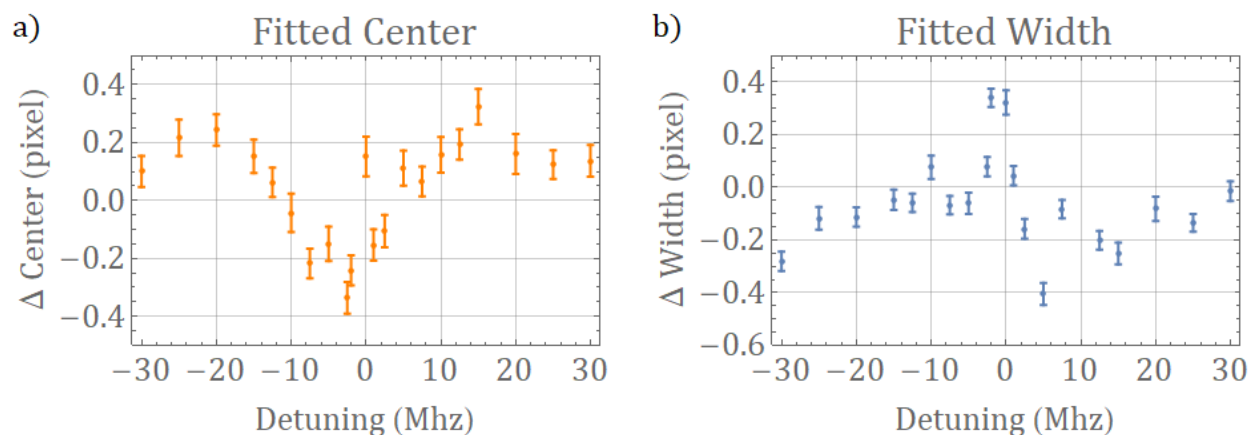 a) Fitted Center
Δ Center (pixel)
0.4
0.2
0.0
−0.2
−0.4
−30 −20 −10 0 10 20 30
Detuning (Mhz)
b) Fitted Width
Δ Width (pixel)
0.4
0.2
0.0
−0.2
−0.4
−0.6
−30 −20 −10 0 10 20 30
Detuning (Mhz)